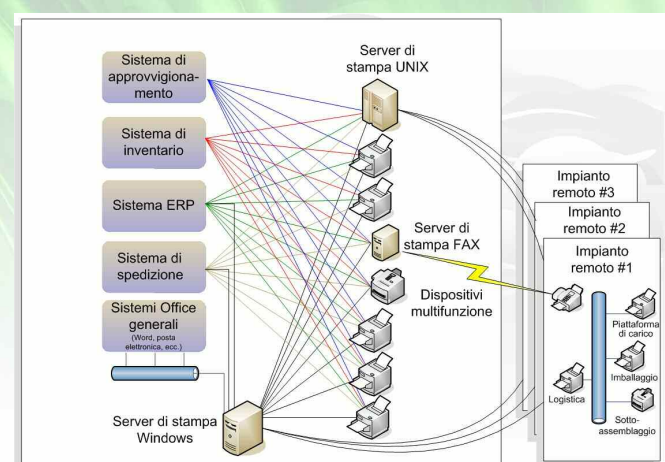 Sistema di
approvvigiona-
mento
Sistema di
inventario
Sistema ERP
Sistema di
spedizione
Sistemi Office
generali
(Word, posta
elettronica, ecc.)
Server di stampa
Windows
Server di
stampa UNIX
Server di
stampa FAX
Dispositivi
multifunzione
Impianto
remoto #3
Impianto
remoto #2
Impianto
remoto #1
Piattaforma
di carico
Imballaggio
Logistica
Sotto-
assemblaggio